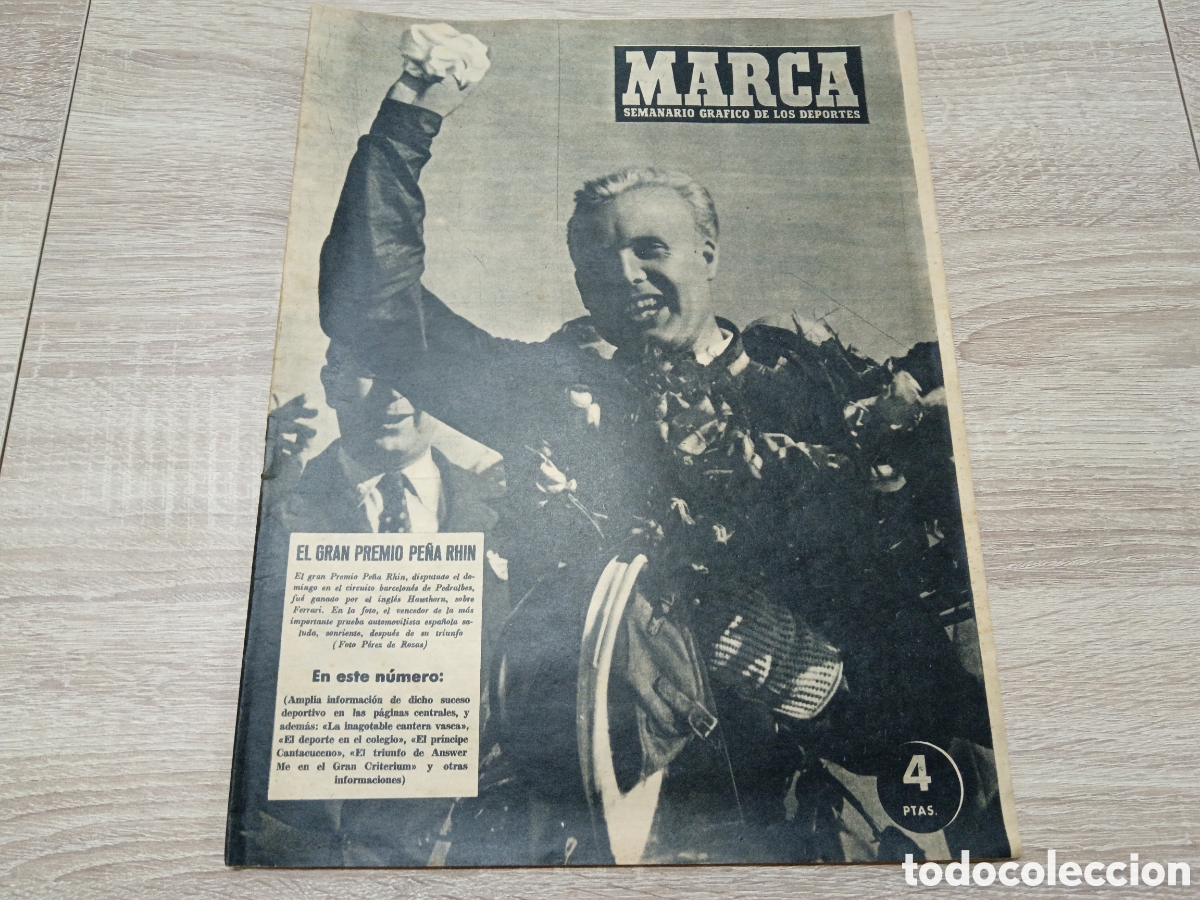 MARCA
SEMANARIO GRAFICO DE LOS DEPORTES
EL GRAN PREMIO PEÑA RHIN
El gran Premio Peña Rhin, disputado el do-
mingo en el circuito barcelonés de Pedralbes,
fué ganado por el inglés Hawthorn, sobre
Ferrari. En la foto, el vencedor de la más
importante prueba automovilista española sa-
luda, sonriente, después de su triunfo
(Foto Pérez de Rozas)
En este número:
(Amplia información de dicho suceso
deportivo en las páginas centrales, y
además: «La inagotable cantera vasca»,
«El deporte en el colegio», «El príncipe
Cantacuceno», «El triunfo de Answer
Me en el Gran Criterium» y otras
informaciones)
4
PTAS.
todocoleccion